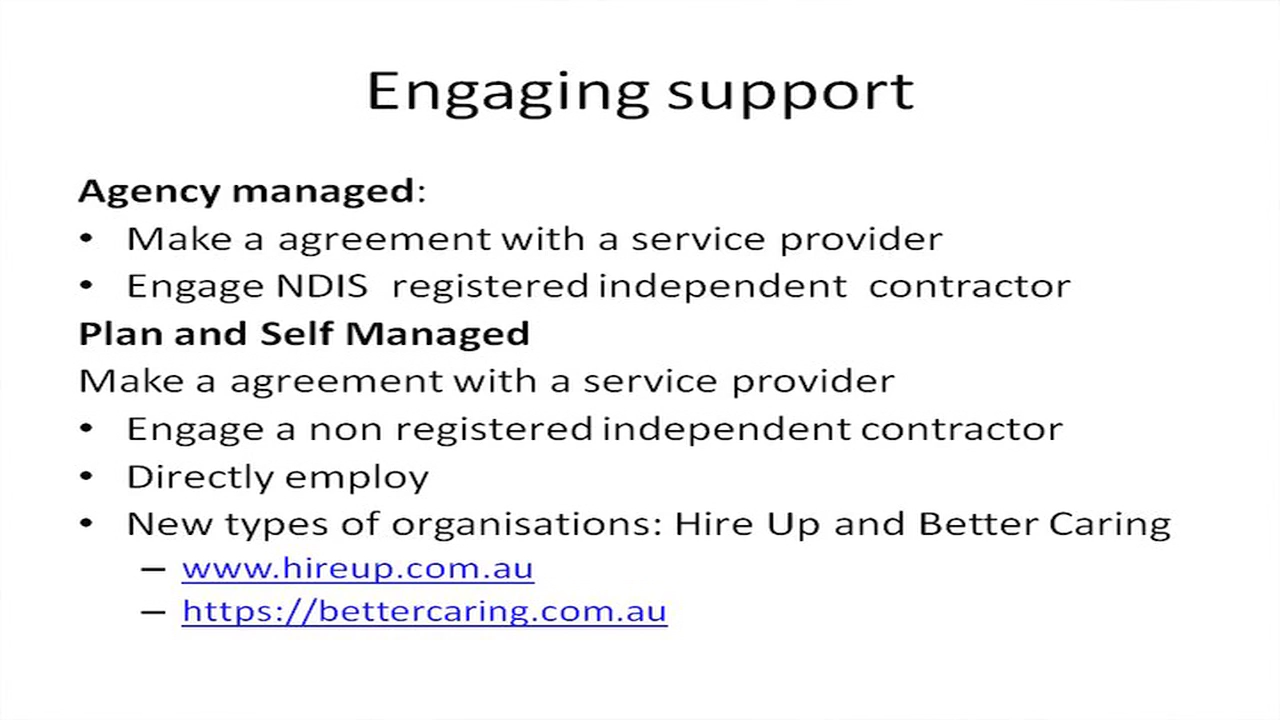 Engaging support
Agency managed:
• Make a agreement with a service provider
• Engage NDIS registered independent contractor
Plan and Self Managed
Make a agreement with a service provider
• Engage a non registered independent contractor
• Directly employ
• New types of organisations: Hire Up and Better Caring
– www.hireup.com.au
– https://bettercaring.com.au